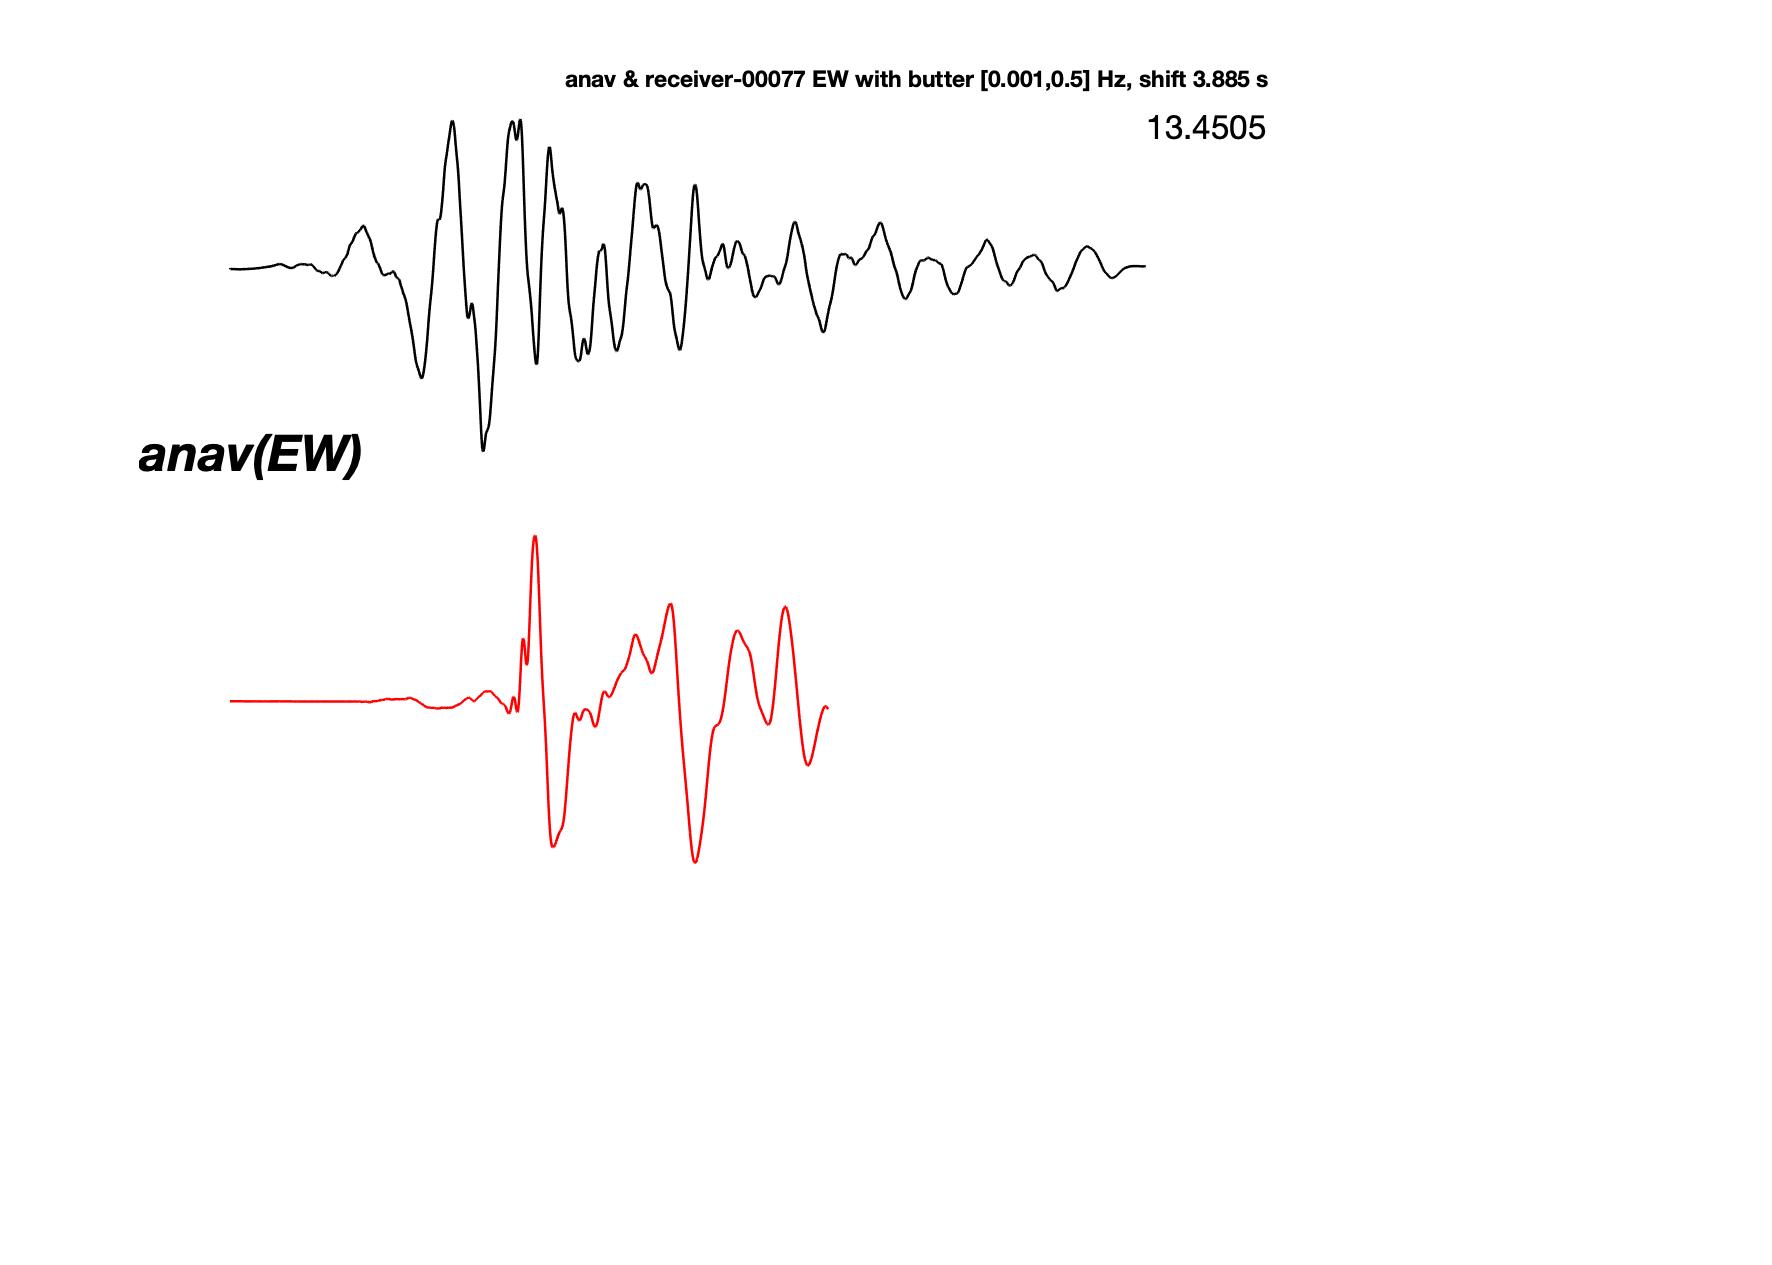 anav & receiver-00077 EW with butter [0.001,0.5] Hz, shift 3.885 s
13.4505
anav(EW)